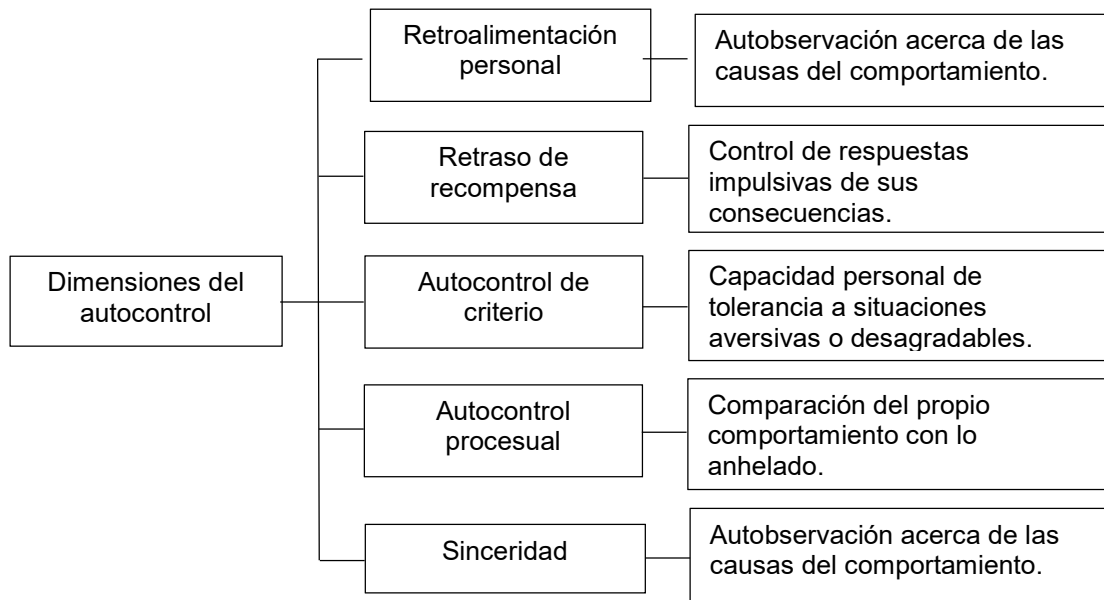 Retroalimentación
personal
Autobservación acerca de las
causas del comportamiento.
Retraso de
recompensa
Control de respuestas
impulsivas de sus
consecuencias.
Dimensiones del
autocontrol
Autocontrol de
criterio
Capacidad personal de
tolerancia a situaciones
aversivas o desagradables.
Autocontrol
procesual
Comparación del propio
comportamiento con lo
anhelado.
Sinceridad
Autobservación acerca de las
causas del comportamiento.